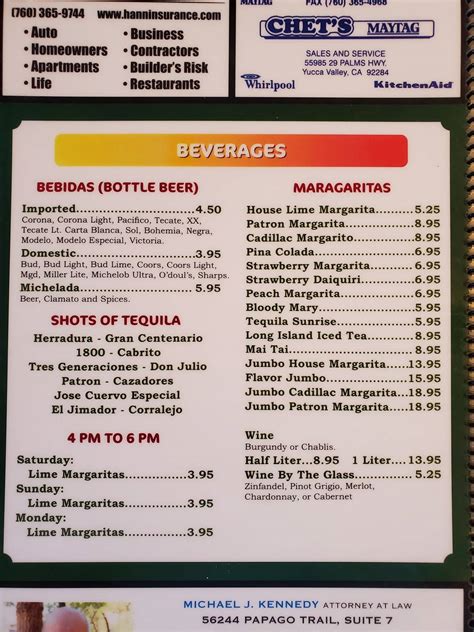 (760) 365-9744 www.hanninsurance.com
• Auto
• Homeowners
• Apartments
• Life
• Business
• Contractors
• Builder's Risk
• Restaurants
MAYTAG FAX (760) 365-4968
CHET'S MAYTAG
SALES AND SERVICE
55985 29 PALMS HWY.
Yucca Valley, CA 92284
Whirlpool KitchenAid
BEVERAGES
BEBIDAS (BOTTLE BEER)
Imported 4.50
Corona, Corona Light, Pacifico, Tecate, XX,
Tecate Lt. Carta Blanca, Sol, Bohemia, Negra,
Modelo, Modelo Especial, Victoria.
Domestic 3.95
Bud, Bud Light, Bud Lime, Coors, Coors Light,
Mgd, Miller Lite, Michelob Ultra, O'doul's, Sharps.
Michelada 5.95
Beer, Clamato and Spices.
SHOTS OF TEQUILA
Herradura - Gran Centenario
1800 - Cabrito
Tres Generaciones - Don Julio
Patron - Cazadores
Jose Cuervo Especial
El Jimador - Corralejo
4 PM TO 6 PM
Saturday:
Lime Margaritas 3.95
Sunday:
Lime Margaritas 3.95
Monday:
Lime Margaritas 3.95
MARAGARITAS
House Lime Margarita 5.25
Patron Margarita 8.95
Cadillac Margarito 8.95
Pina Colada 6.95
Strawberry Margarita 6.95
Strawberry Daiquiri 6.95
Peach Margarita 6.95
Bloody Mary 5.95
Tequila Sunrise 5.95
Long Island Iced Tea 8.95
Mai Tai 8.95
Jumbo House Margarita 13.95
Flavor Jumbo 15.95
Jumbo Cadillac Margarita 18.95
Jumbo Patron Margarita 18.95
Wine
Burgundy or Chablis.
Half Liter...8.95 1 Liter....13.95
Wine By The Glass 5.25
Zinfandel, Pinot Grigio, Merlot,
Chardonnay, or Cabernet
MICHAEL J. KENNEDY ATTORNEY AT LAW
56244 PAPAGO TRAIL, SUITE 7